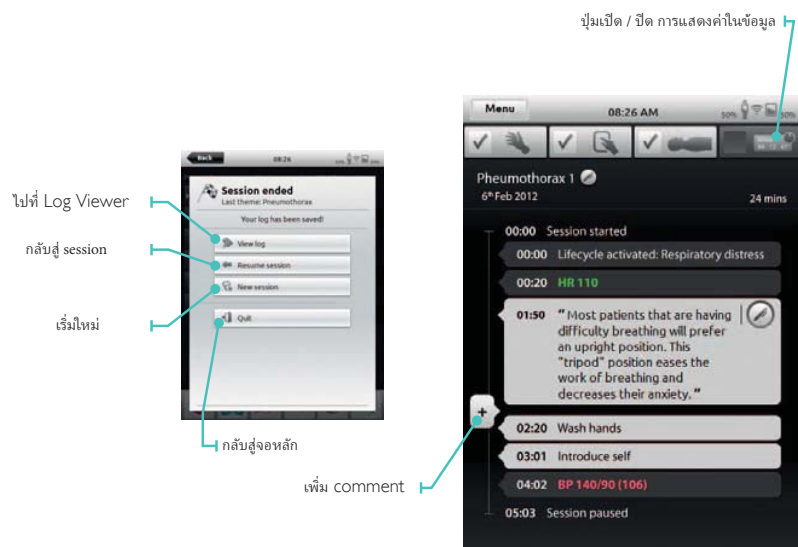 ปุ่มเปิด / ปิด การแสดงค่าในข้อมูล
Back
08:26
Session ended
Last theme: Pneumothorax
Your log has been saved!
View log
Resume session
New session
Quit
ไปที่ Log Viewer
กลับสู่ session
เริ่มใหม่
กลับสู่จอหลัก
เพิ่ม comment
Menu
08:26 AM
50%
50%
Pheumothorax 1
6th Feb 2012
24 mins
00:00 Session started
00:00 Lifecycle activated: Respiratory distress
00:20 HR 110
01:50 "Most patients that are having
difficulty breathing will prefer
an upright position. This
"tripod" position eases the
work of breathing and
decreases their anxiety."
+
02:20 Wash hands
03:01 Introduce self
04:02 BP 140/90 (106)
05:03 Session paused